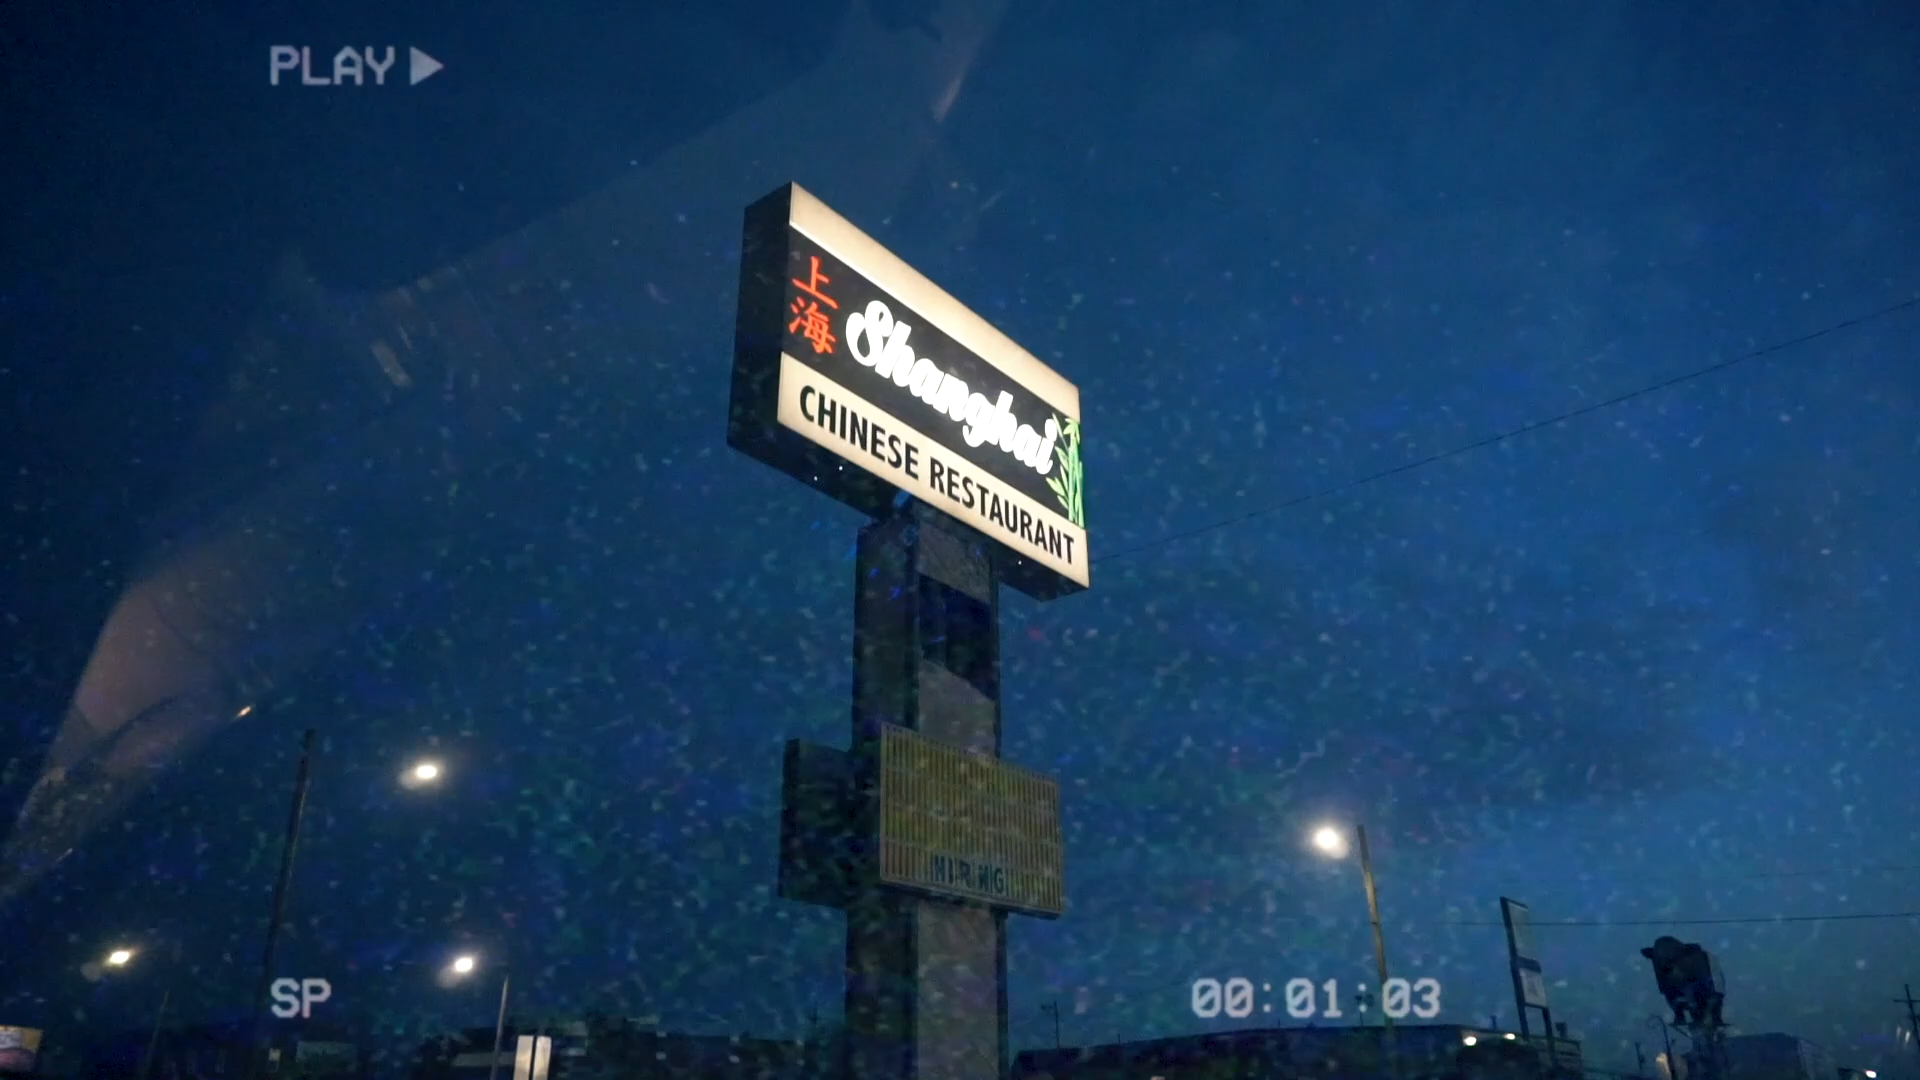 PLAY
上
海
Shanghai
CHINESE RESTAURANT
HIRING
SP
00:01:03